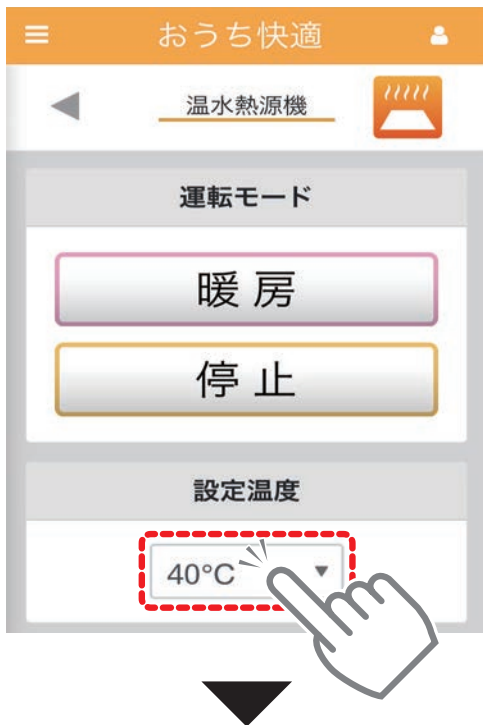 おうち快適
温水熱源機
運転モード
暖房
停止
設定温度
40°C